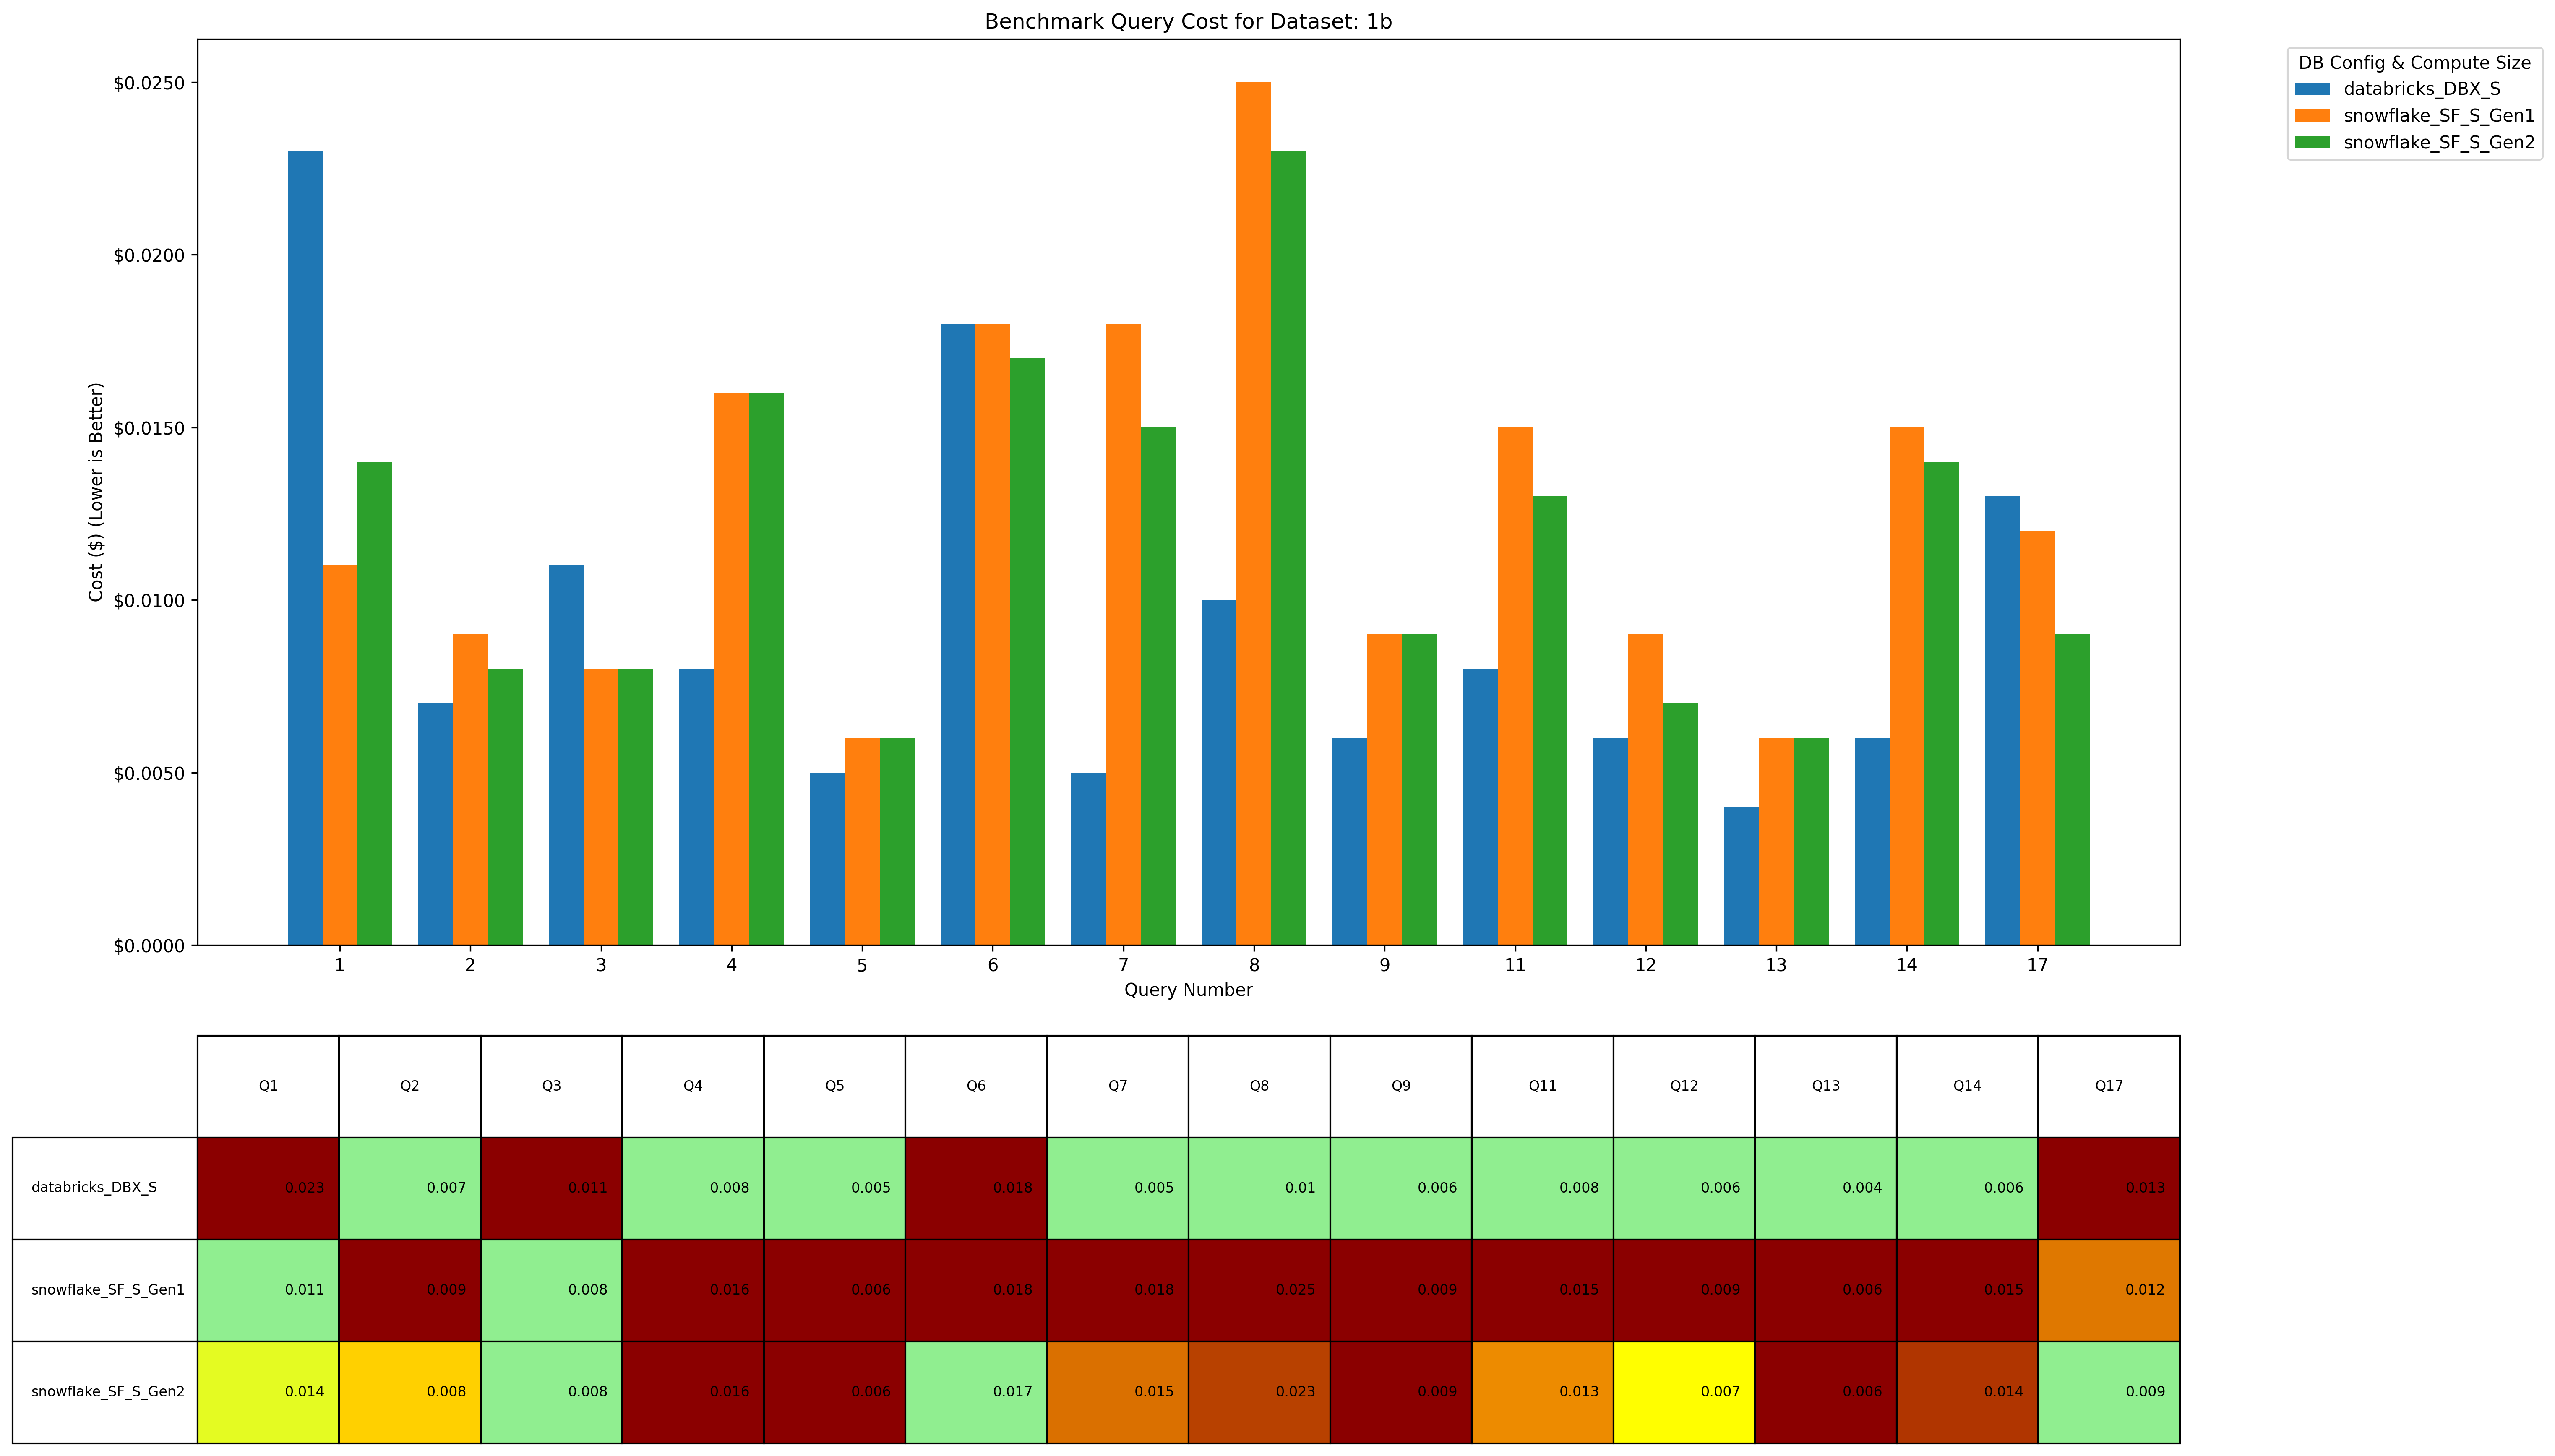 Benchmark Query Cost for Dataset: 1b
DB Config & Compute Size
databricks_DBX_S
snowflake_SF_S_Gen1
snowflake_SF_S_Gen2
Cost ($) (Lower is Better)
$0.0250
$0.0200
$0.0150
$0.0100
$0.0050
$0.0000
1 2 3 4 5 6 7 8 9 11 12 13 14 17
Query Number
Q1 Q2 Q3 Q4 Q5 Q6 Q7 Q8 Q9 Q11 Q12 Q13 Q14 Q17
databricks_DBX_S 0.023 0.007 0.011 0.008 0.005 0.018 0.005 0.01 0.006 0.008 0.006 0.004 0.006 0.013
snowflake_SF_S_Gen1 0.011 0.009 0.008 0.016 0.006 0.018 0.018 0.025 0.009 0.015 0.009 0.006 0.015 0.012
snowflake_SF_S_Gen2 0.014 0.008 0.008 0.016 0.006 0.017 0.015 0.023 0.009 0.013 0.007 0.006 0.014 0.009